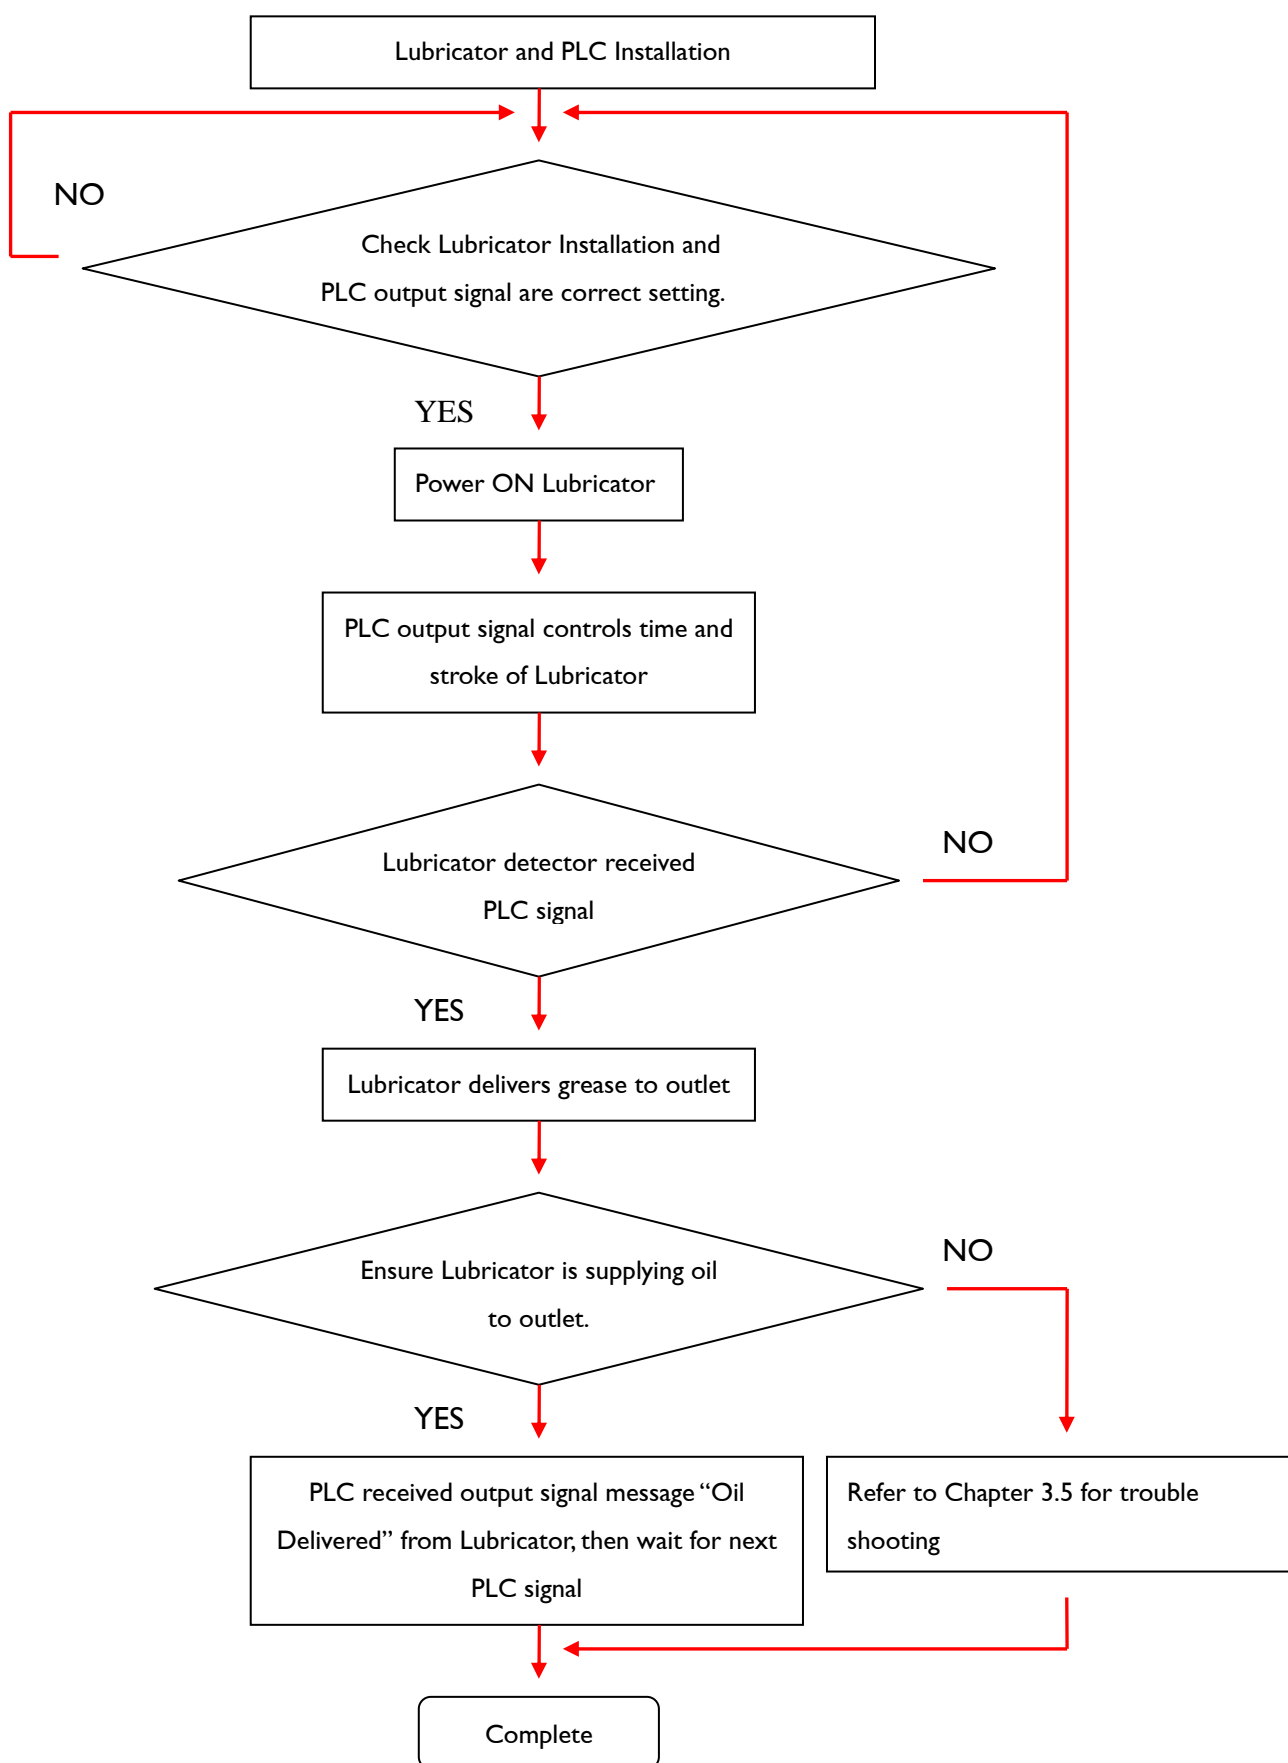 Lubricator and PLC Installation
NO
Check Lubricator Installation and
PLC output signal are correct setting.
YES
Power ON Lubricator
PLC output signal controls time and
stroke of Lubricator
NO
Lubricator detector received
PLC signal
YES
Lubricator delivers grease to outlet
NO
Ensure Lubricator is supplying oil
to outlet.
YES
PLC received output signal message “Oil
Delivered” from Lubricator, then wait for next
PLC signal
Refer to Chapter 3.5 for trouble
shooting
Complete